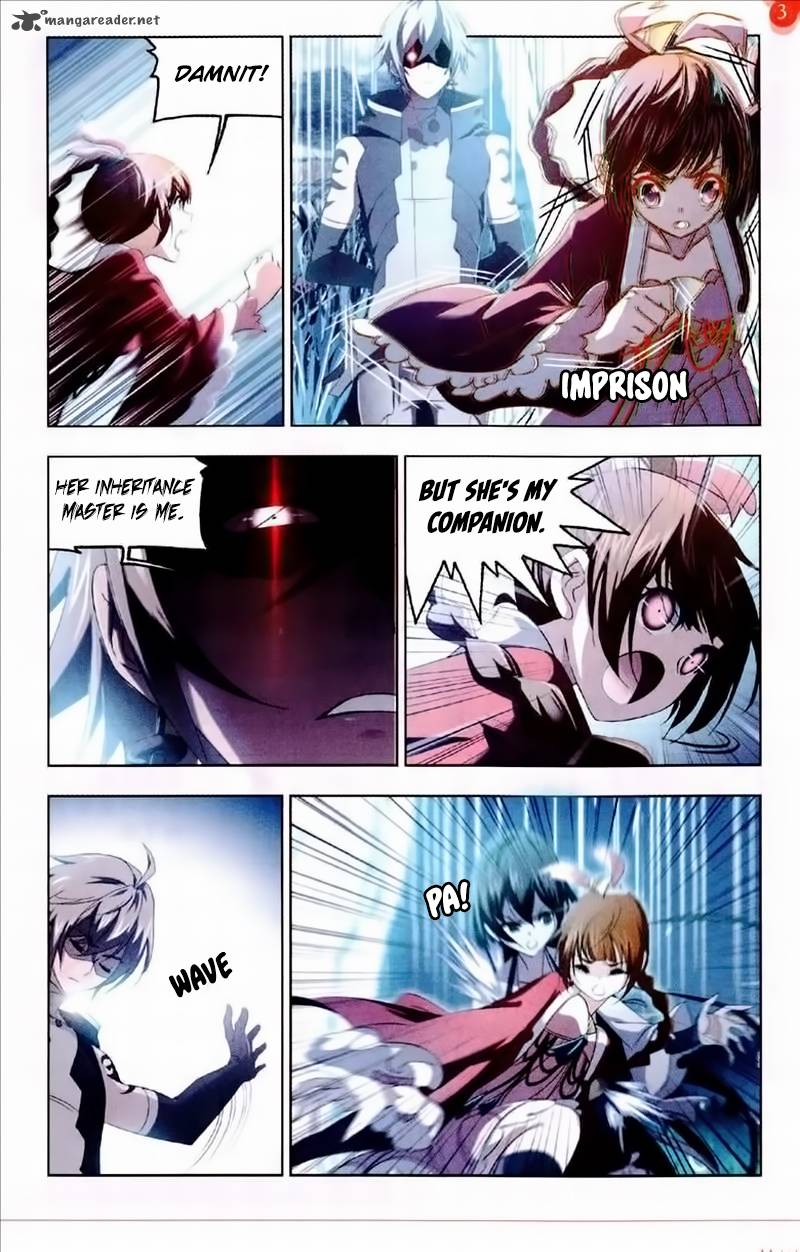 mangareader.net
3
DAMNIT!
IMPRISON
HER INHERITANCE
MASTER IS ME.
BUT SHE'S MY
COMPANION.
WAVE
PA!